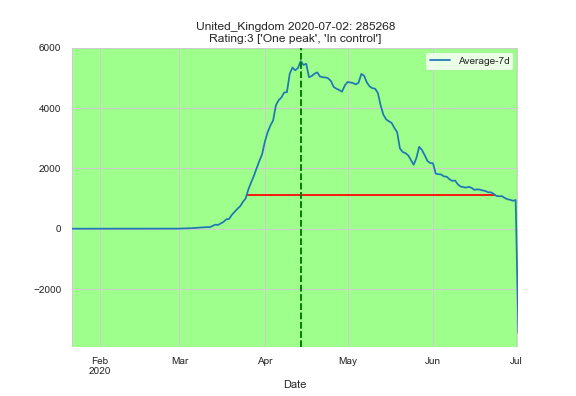 United_Kingdom 2020-07-02: 285268
Rating:3 ['One peak', 'In control']
Average-7d
6000
4000
2000
0
−2000
Feb
2020
Mar
Apr
May
Jun
Jul
Date